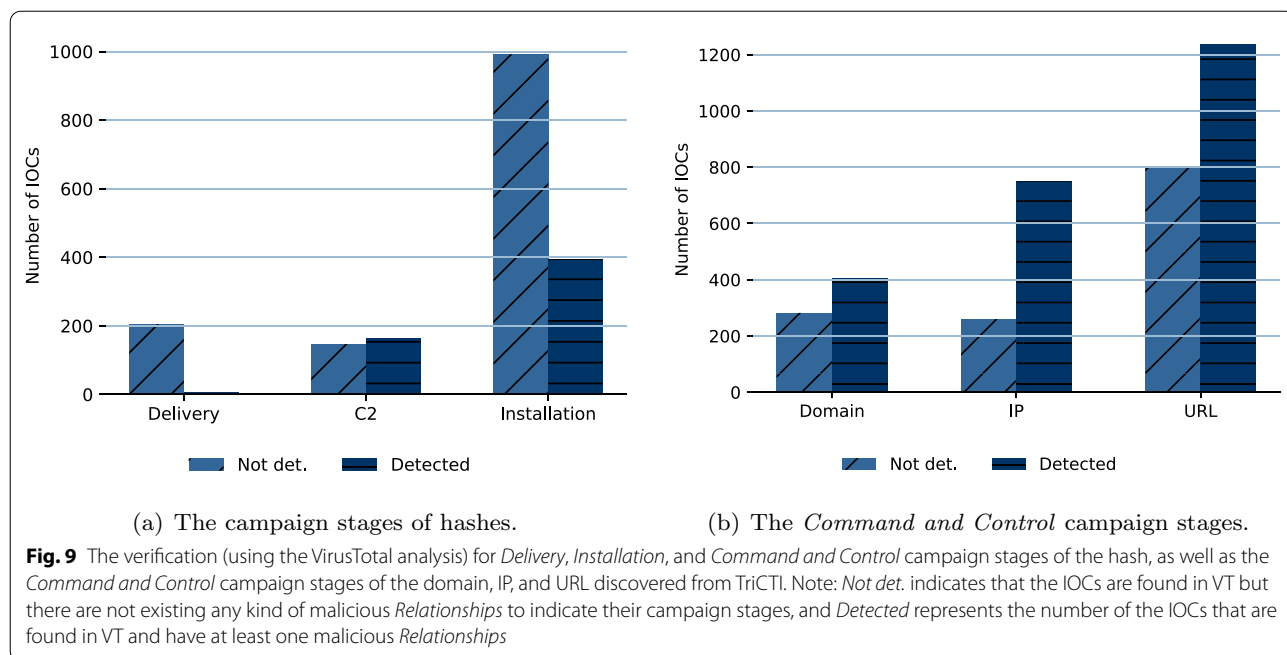 1000
800
600
400
200
0
Number of IOCs
Delivery
C2
Installation
Not det.
Detected
(a) The campaign stages of hashes.
1200
1000
800
600
400
200
0
Number of IOCs
Domain
IP
URL
Not det.
Detected
(b) The Command and Control campaign stages.
Fig. 9 The verification (using the VirusTotal analysis) for Delivery, Installation, and Command and Control campaign stages of the hash, as well as the
Command and Control campaign stages of the domain, IP, and URL discovered from TriCTI. Note: Not det. indicates that the IOCs are found in VT but
there are not existing any kind of malicious Relationships to indicate their campaign stages, and Detected represents the number of the IOCs that are
found in VT and have at least one malicious Relationships